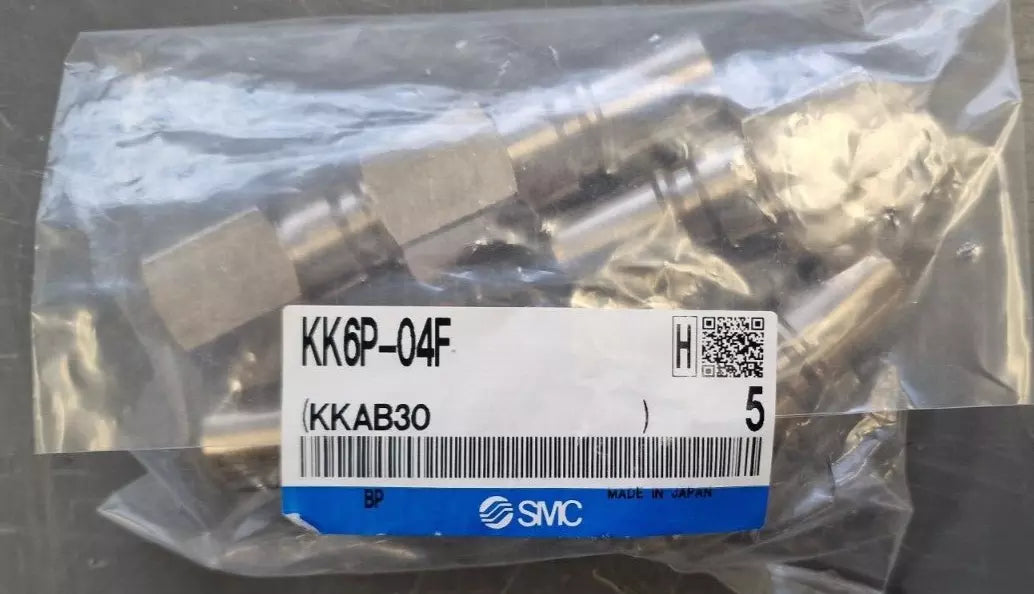 KK6P-04F
H
(KKAB30 )
5
BP
MADE IN JAPAN
SMC